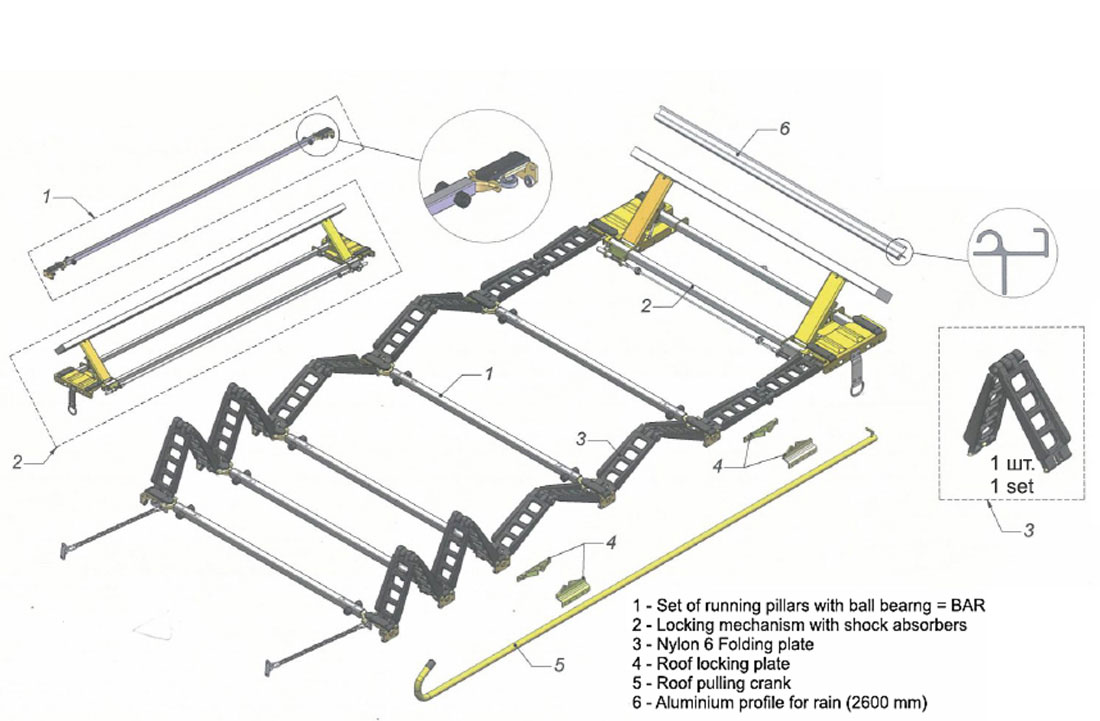 6
1
2
2
1
3
4
1 шт.
1 set
3
4
5
1 - Set of running pillars with ball bearng = BAR
2 - Locking mechanism with shock absorbers
3 - Nylon 6 Folding plate
4 - Roof locking plate
5 - Roof pulling crank
6 - Aluminium profile for rain (2600 mm)